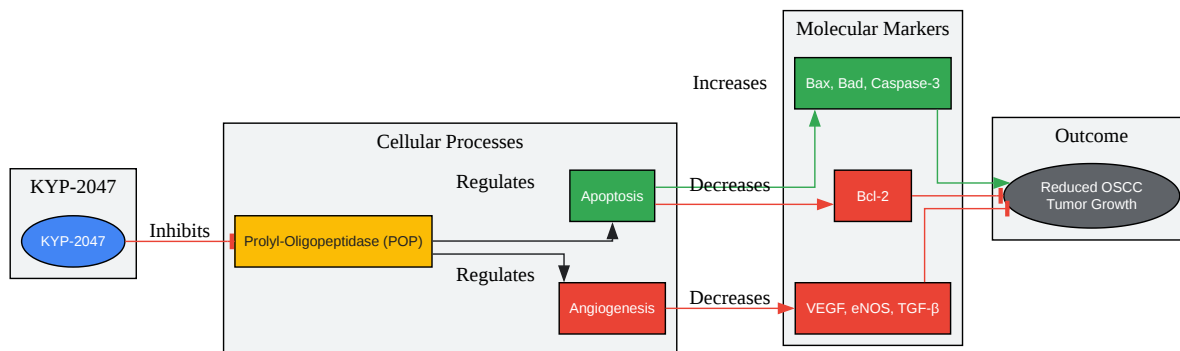 KYP-2047
KYP-2047
Inhibits
Cellular Processes
Prolyl-Oligopeptidase (POP)
Regulates
Regulates
Apoptosis
Angiogenesis
Increases
Decreases
Decreases
Molecular Markers
Bax, Bad, Caspase-3
Bcl-2
VEGF, eNOS, TGF-β
Outcome
Reduced OSCC
Tumor Growth